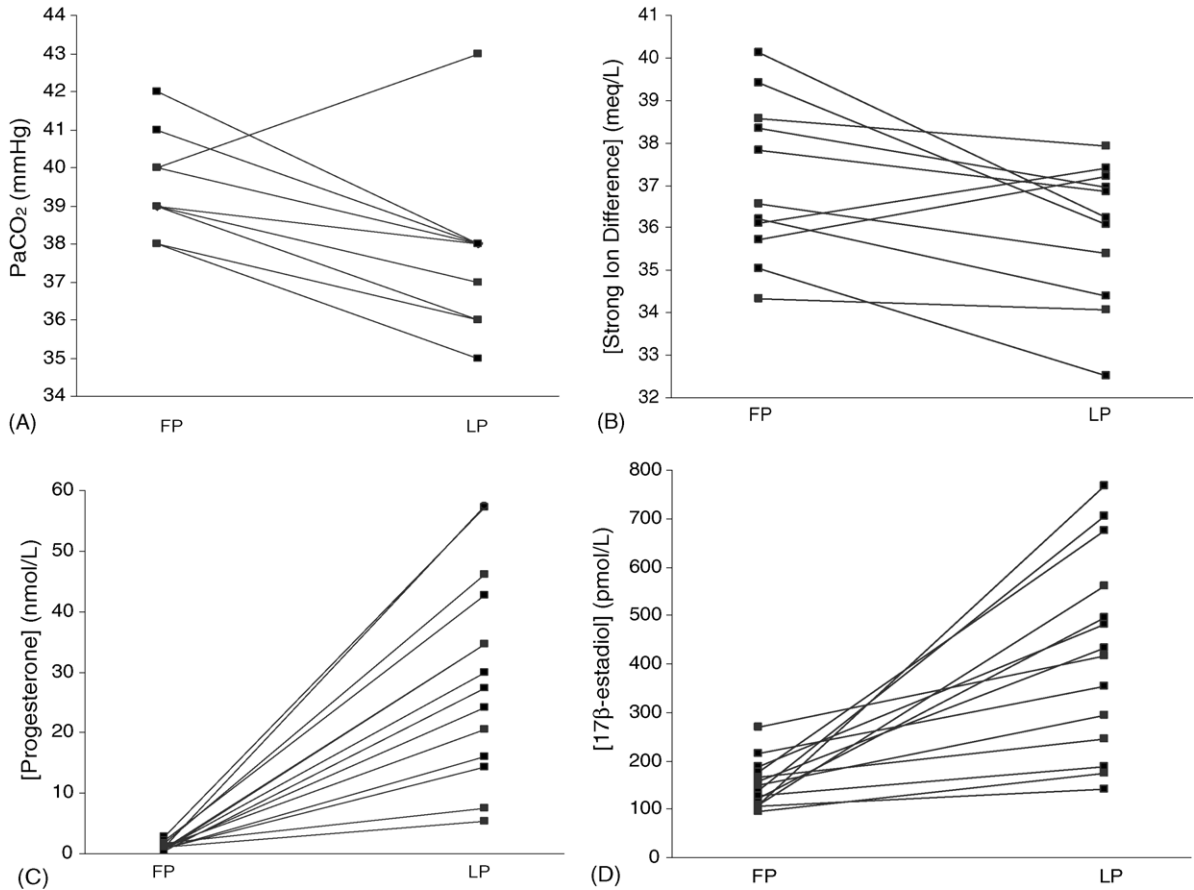 44
43
42
41
40
39
38
37
36
35
34
PaCO₂ (mmHg)
FP
LP
(A)
41
40
39
38
37
36
35
34
33
32
[Strong Ion Difference] (meq/L)
FP
LP
(B)
60
50
40
30
20
10
0
[Progesterone] (nmol/L)
FP
LP
(C)
800
700
600
500
400
300
200
100
0
[17β-estadiol] (pmol/L)
FP
LP
(D)